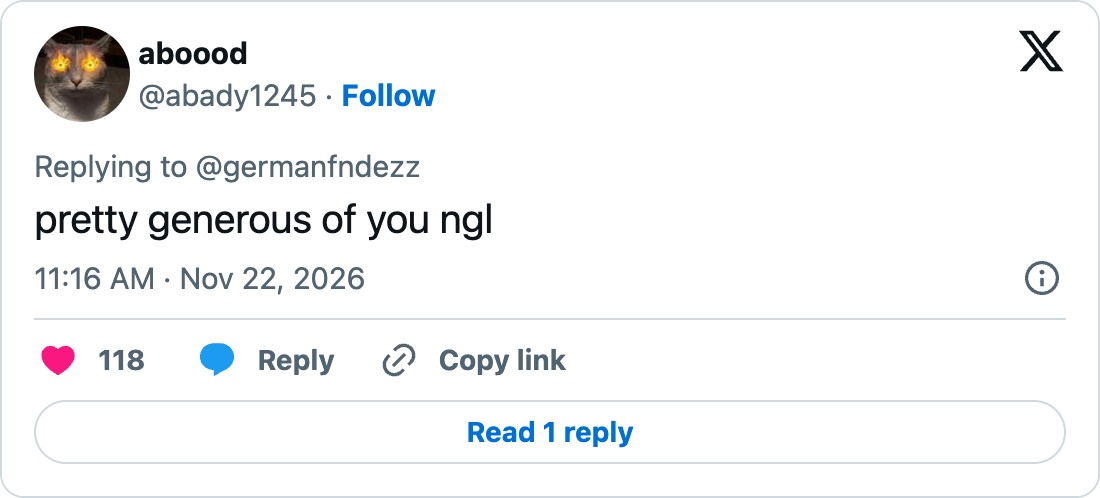 aboood
@abady1245 · Follow
Replying to @germanfndezz
pretty generous of you ngl
11:16 AM · Nov 22, 2026
118 Reply Copy link
Read 1 reply